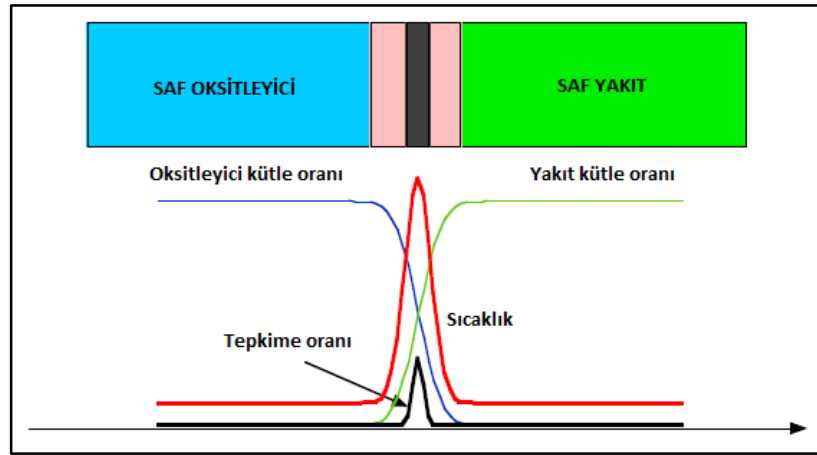 SAF OKSİTLEYİCİ
SAF YAKIT
Oksitleyici kütle oranı
Yakıt kütle oranı
Sıcaklık
Tepkime oranı